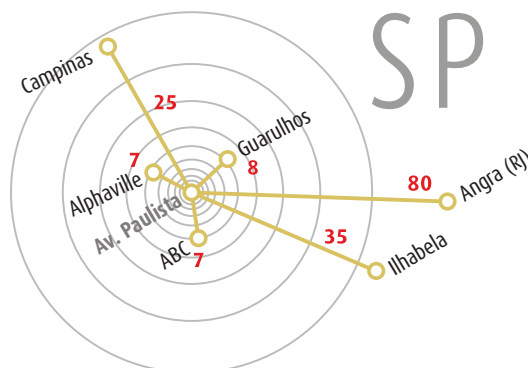 SP
Campinas
25
Guarulhos
7
8
Alphaville
80
Angra (RJ)
Av. Paulista
35
Ilhabela
ABC
7